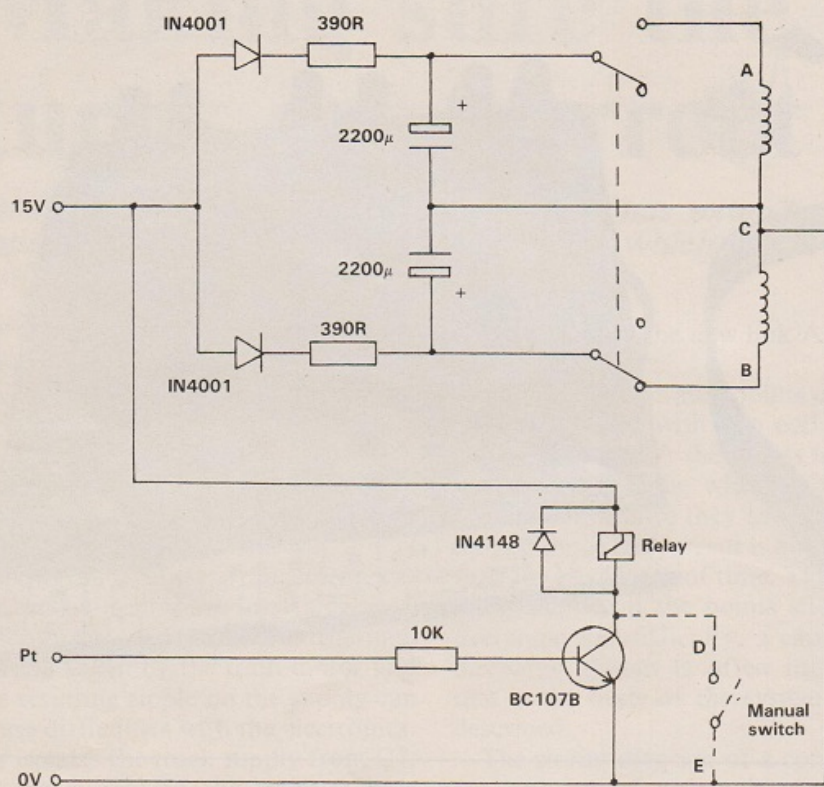 IN4001
390R
A
+
2200µ
15V
C
2200µ
+
390R
B
IN4001
IN4148
Relay
10K
D
Pt
BC107B
Manual
switch
E
0V